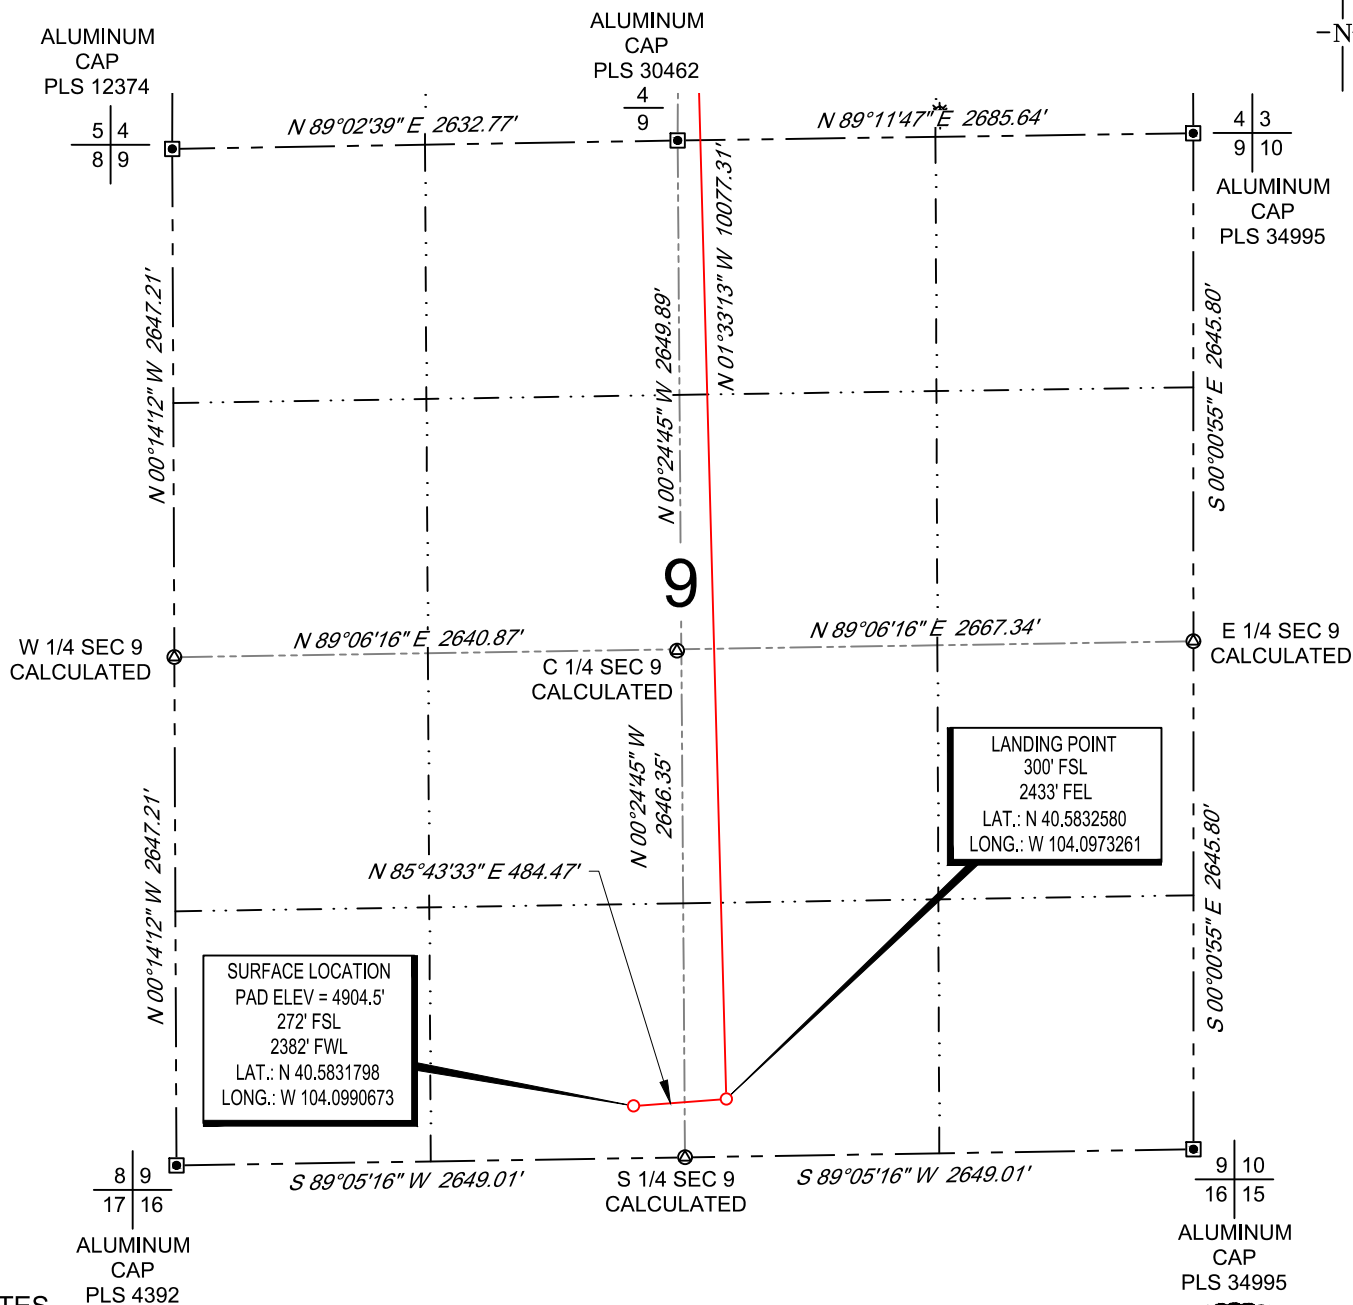 ALUMINUM
CAP
PLS 12374
ALUMINUM
CAP
PLS 30462
N
5 4
8 9
N 89°02'39" E 2632.77'
4
9
N 89°11'47" E 2685.64'
4 3
9 10
ALUMINUM
CAP
PLS 34995
N 00°14'12" W 2647.21'
N 00°24'45" W 2649.89'
N 01°33'13" W 10077.31'
S 00°00'55" E 2645.80'
9
W 1/4 SEC 9
CALCULATED
N 89°06'16" E 2640.87'
C 1/4 SEC 9
CALCULATED
N 89°06'16" E 2667.34'
E 1/4 SEC 9
CALCULATED
N 00°14'12" W 2647.21'
N 00°24'45" W
2646.35'
LANDING POINT
300' FSL
2433' FEL
LAT.: N 40.5832580
LONG.: W 104.0973261
S 00°00'55" E 2645.80'
N 85°43'33" E 484.47'
SURFACE LOCATION
PAD ELEV = 4904.5'
272' FSL
2382' FWL
LAT.: N 40.5831798
LONG.: W 104.0990673
8 9
17 16
ALUMINUM
CAP
PLS 4392
S 89°05'16" W 2649.01'
S 1/4 SEC 9
CALCULATED
S 89°05'16" W 2649.01'
9 10
16 15
ALUMINUM
CAP
PLS 34995